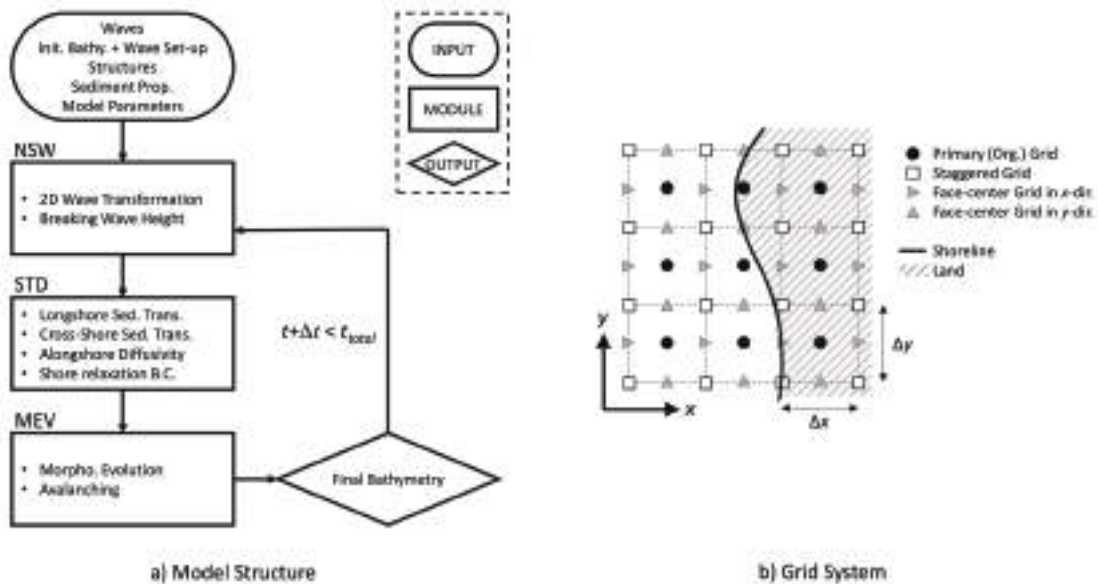 Waves
Init. Bathy. + Wave Set-up
Structures
Sediment Prop.
Model Parameters
NSW
• 2D Wave Transformation
• Breaking Wave Height
STD
• Longshore Sed. Trans.
• Cross-Shore Sed. Trans.
• Alongshore Diffusivity
• Shore relaxation B.C.
MEV
• Morpho. Evolution
• Avalanching
Final Bathymetry
t+Δt < t_total
INPUT
MODULE
OUTPUT
a) Model Structure
Primary (Org.) Grid
Staggered Grid
Face-center Grid in x-dir.
Face-center Grid in y-dir.
Shoreline
Land
y
x
Δy
Δx
b) Grid System